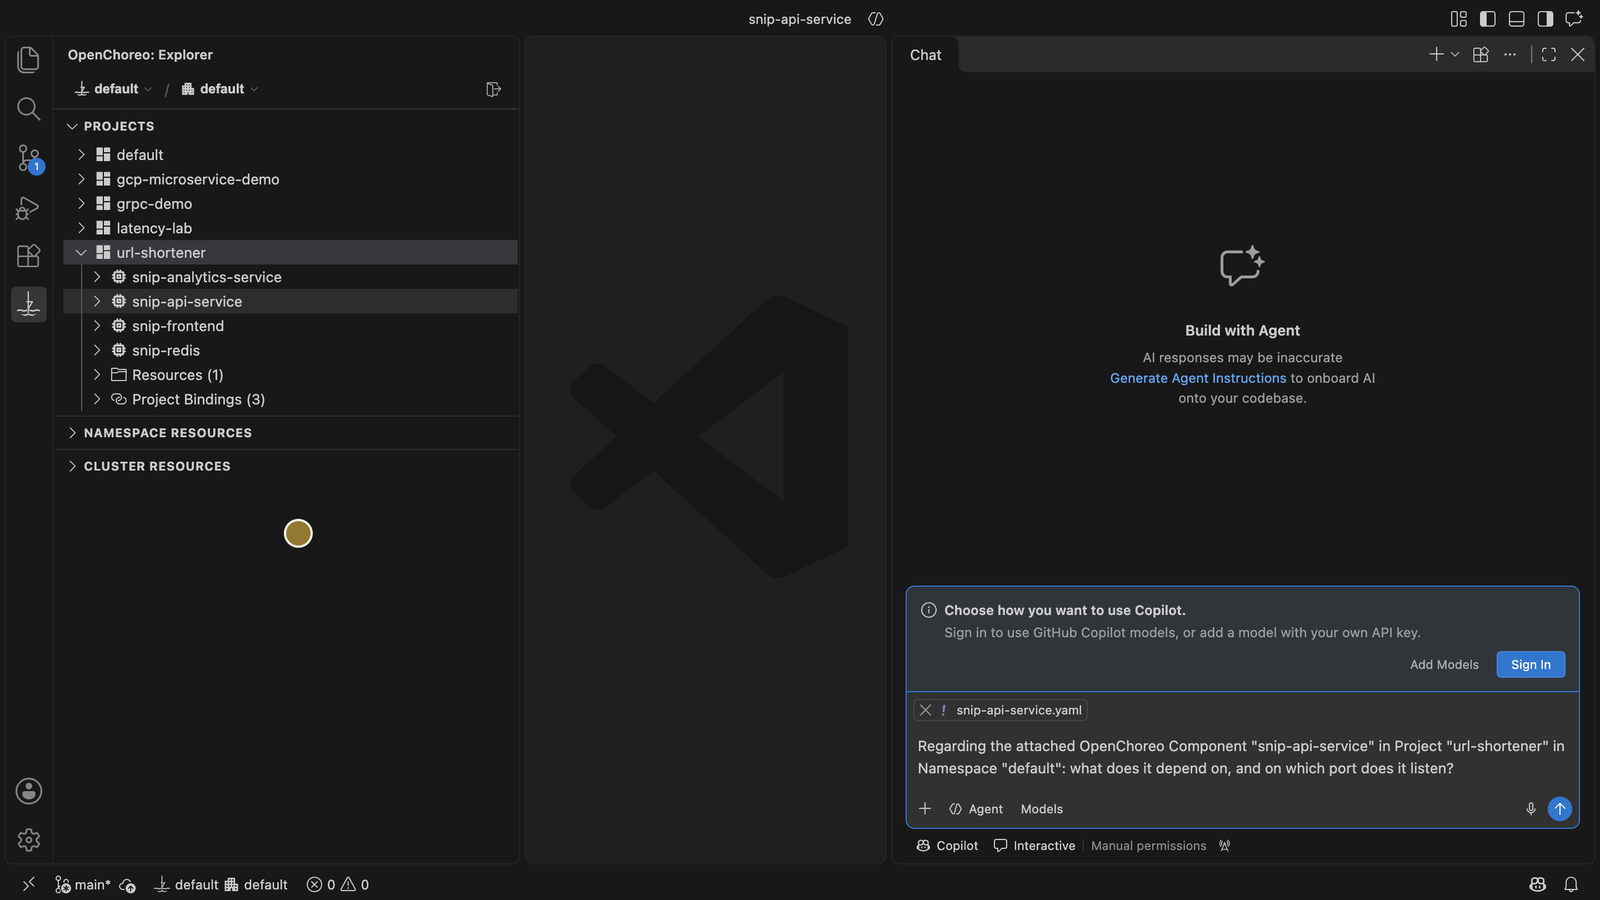 snip-api-service
OpenChoreo: Explorer
default / default
PROJECTS
default
gcp-microservice-demo
grpc-demo
latency-lab
url-shortener
snip-analytics-service
snip-api-service
snip-frontend
snip-redis
Resources (1)
Project Bindings (3)
NAMESPACE RESOURCES
CLUSTER RESOURCES
1
Chat
Build with Agent
AI responses may be inaccurate
Generate Agent Instructions to onboard AI
onto your codebase.
Choose how you want to use Copilot.
Sign in to use GitHub Copilot models, or add a model with your own API key.
Add Models Sign In
! snip-api-service.yaml
Regarding the attached OpenChoreo Component "snip-api-service" in Project "url-shortener" in
Namespace "default": what does it depend on, and on which port does it listen?
Agent Models
Copilot Interactive Manual permissions
main* default default 0 0